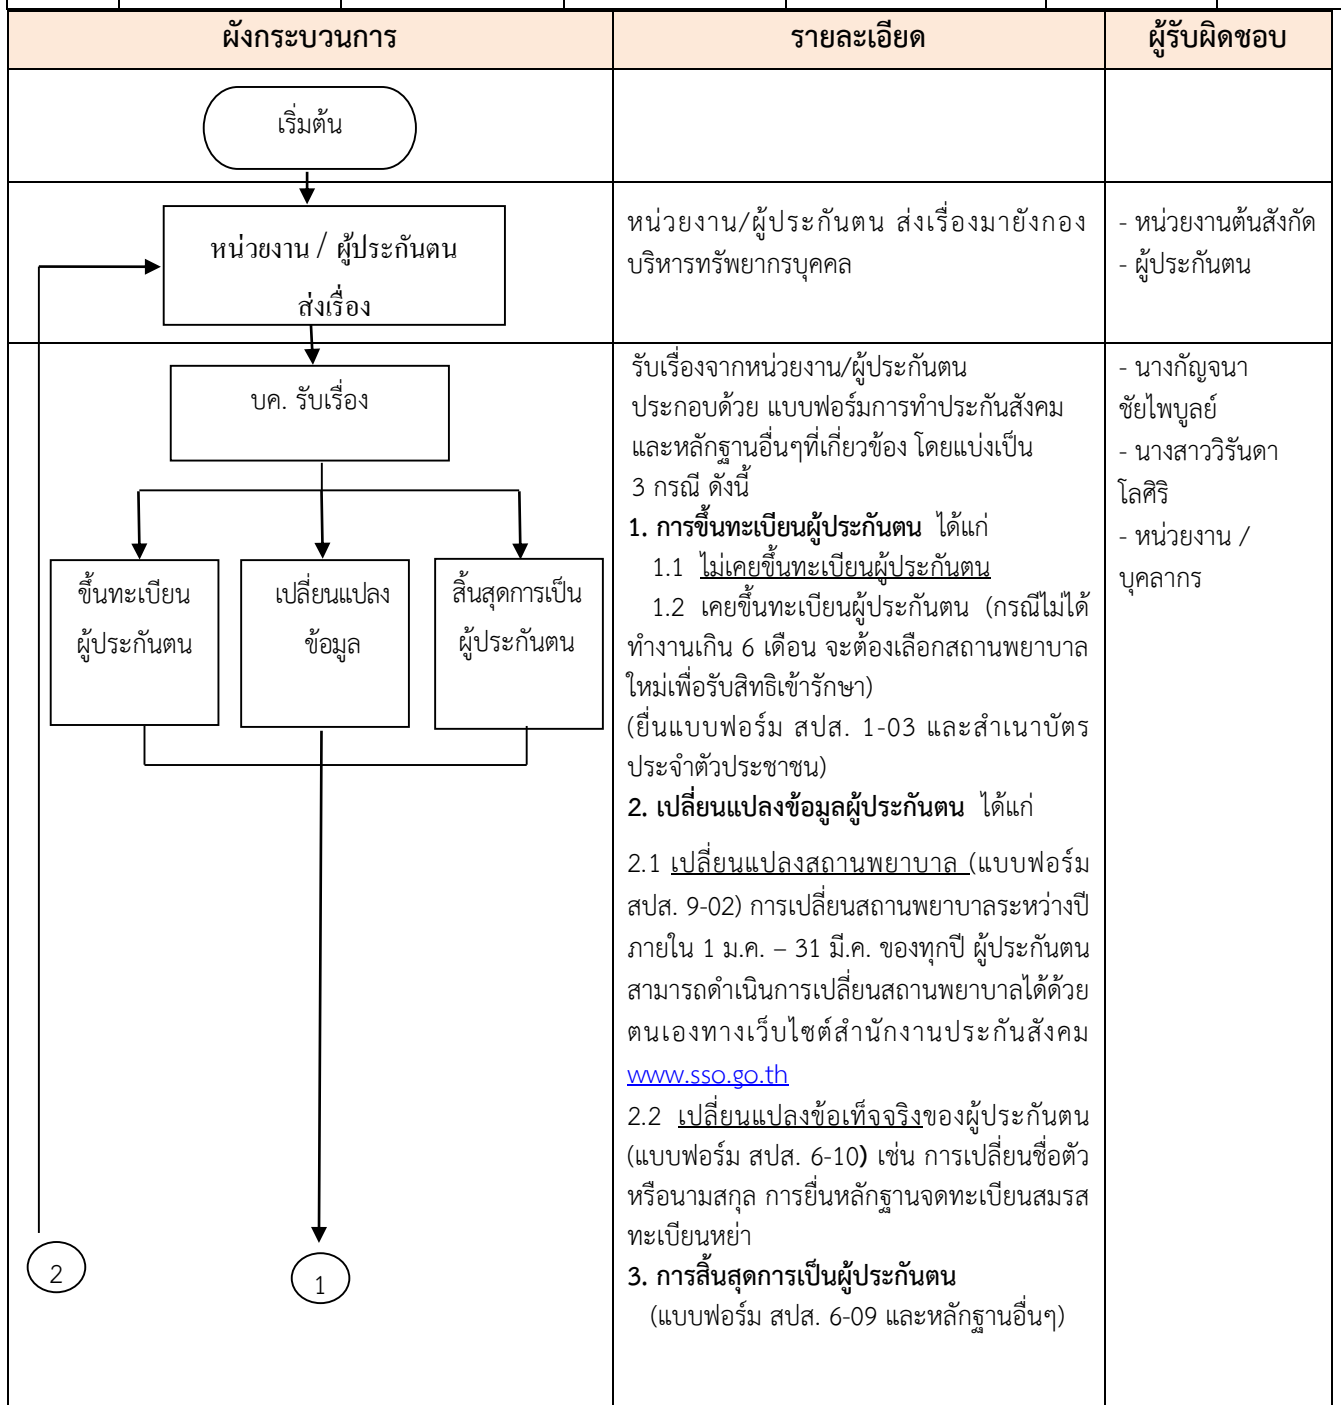 ผังกระบวนการ
รายละเอียด
ผู้รับผิดชอบ
เริ่มต้น
หน่วยงาน / ผู้ประกันตน
ส่งเรื่อง
หน่วยงาน/ผู้ประกันตน ส่งเรื่องมายังกอง
บริหารทรัพยากรบุคคล
- หน่วยงานต้นสังกัด
- ผู้ประกันตน
บค. รับเรื่อง
ขึ้นทะเบียน
ผู้ประกันตน
เปลี่ยนแปลง
ข้อมูล
สิ้นสุดการเป็น
ผู้ประกันตน
2
1
รับเรื่องจากหน่วยงาน/ผู้ประกันตน
ประกอบด้วย แบบฟอร์มการทำประกันสังคม
และหลักฐานอื่นๆที่เกี่ยวข้อง โดยแบ่งเป็น
3 กรณี ดังนี้
1. การขึ้นทะเบียนผู้ประกันตน ได้แก่
1.1 ไม่เคยขึ้นทะเบียนผู้ประกันตน
1.2 เคยขึ้นทะเบียนผู้ประกันตน (กรณีไม่ได้
ทำงานเกิน 6 เดือน จะต้องเลือกสถานพยาบาล
ใหม่เพื่อรับสิทธิเข้ารักษา)
(ยื่นแบบฟอร์ม สปส. 1-03 และสำเนาบัตร
ประจำตัวประชาชน)
2. เปลี่ยนแปลงข้อมูลผู้ประกันตน ได้แก่
2.1 เปลี่ยนแปลงสถานพยาบาล (แบบฟอร์ม
สปส. 9-02) การเปลี่ยนสถานพยาบาลระหว่างปี
ภายใน 1 ม.ค. – 31 มี.ค. ของทุกปี ผู้ประกันตน
สามารถดำเนินการเปลี่ยนสถานพยาบาลได้ด้วย
ตนเองทางเว็บไซต์สำนักงานประกันสังคม
www.sso.go.th
2.2 เปลี่ยนแปลงข้อเท็จจริงของผู้ประกันตน
(แบบฟอร์ม สปส. 6-10) เช่น การเปลี่ยนชื่อตัว
หรือนามสกุล การยื่นหลักฐานจดทะเบียนสมรส
ทะเบียนหย่า
3. การสิ้นสุดการเป็นผู้ประกันตน
(แบบฟอร์ม สปส. 6-09 และหลักฐานอื่นๆ)
- นางกัญจนา
ชัยไพบูลย์
- นางสาววิรันดา
โลศิริ
- หน่วยงาน /
บุคลากร